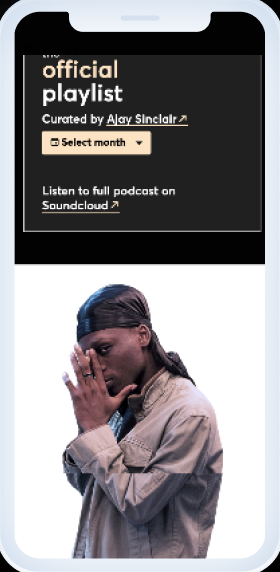 the
official
playlist
Curated by Ajay Sinclair↗
Select month
Listen to full podcast on
Soundcloud↗